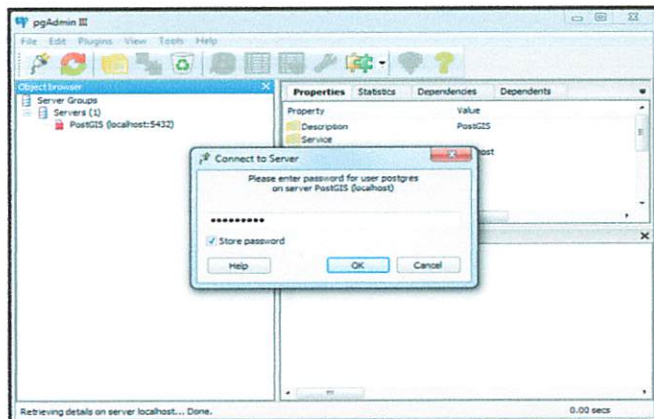 pgAdmin III
File Edit Plugins View Tools Help
Object browser
Server Groups
Servers (1)
PostGIS (localhost:5432)
Properties Statistics Dependencies Dependents
Property Value
Description PostGIS
Service
Connect to Server
Please enter password for user postgres
on server PostGIS (localhost)
Store password
Help OK Cancel
Retrieving details on server localhost... Done.
0.00 secs